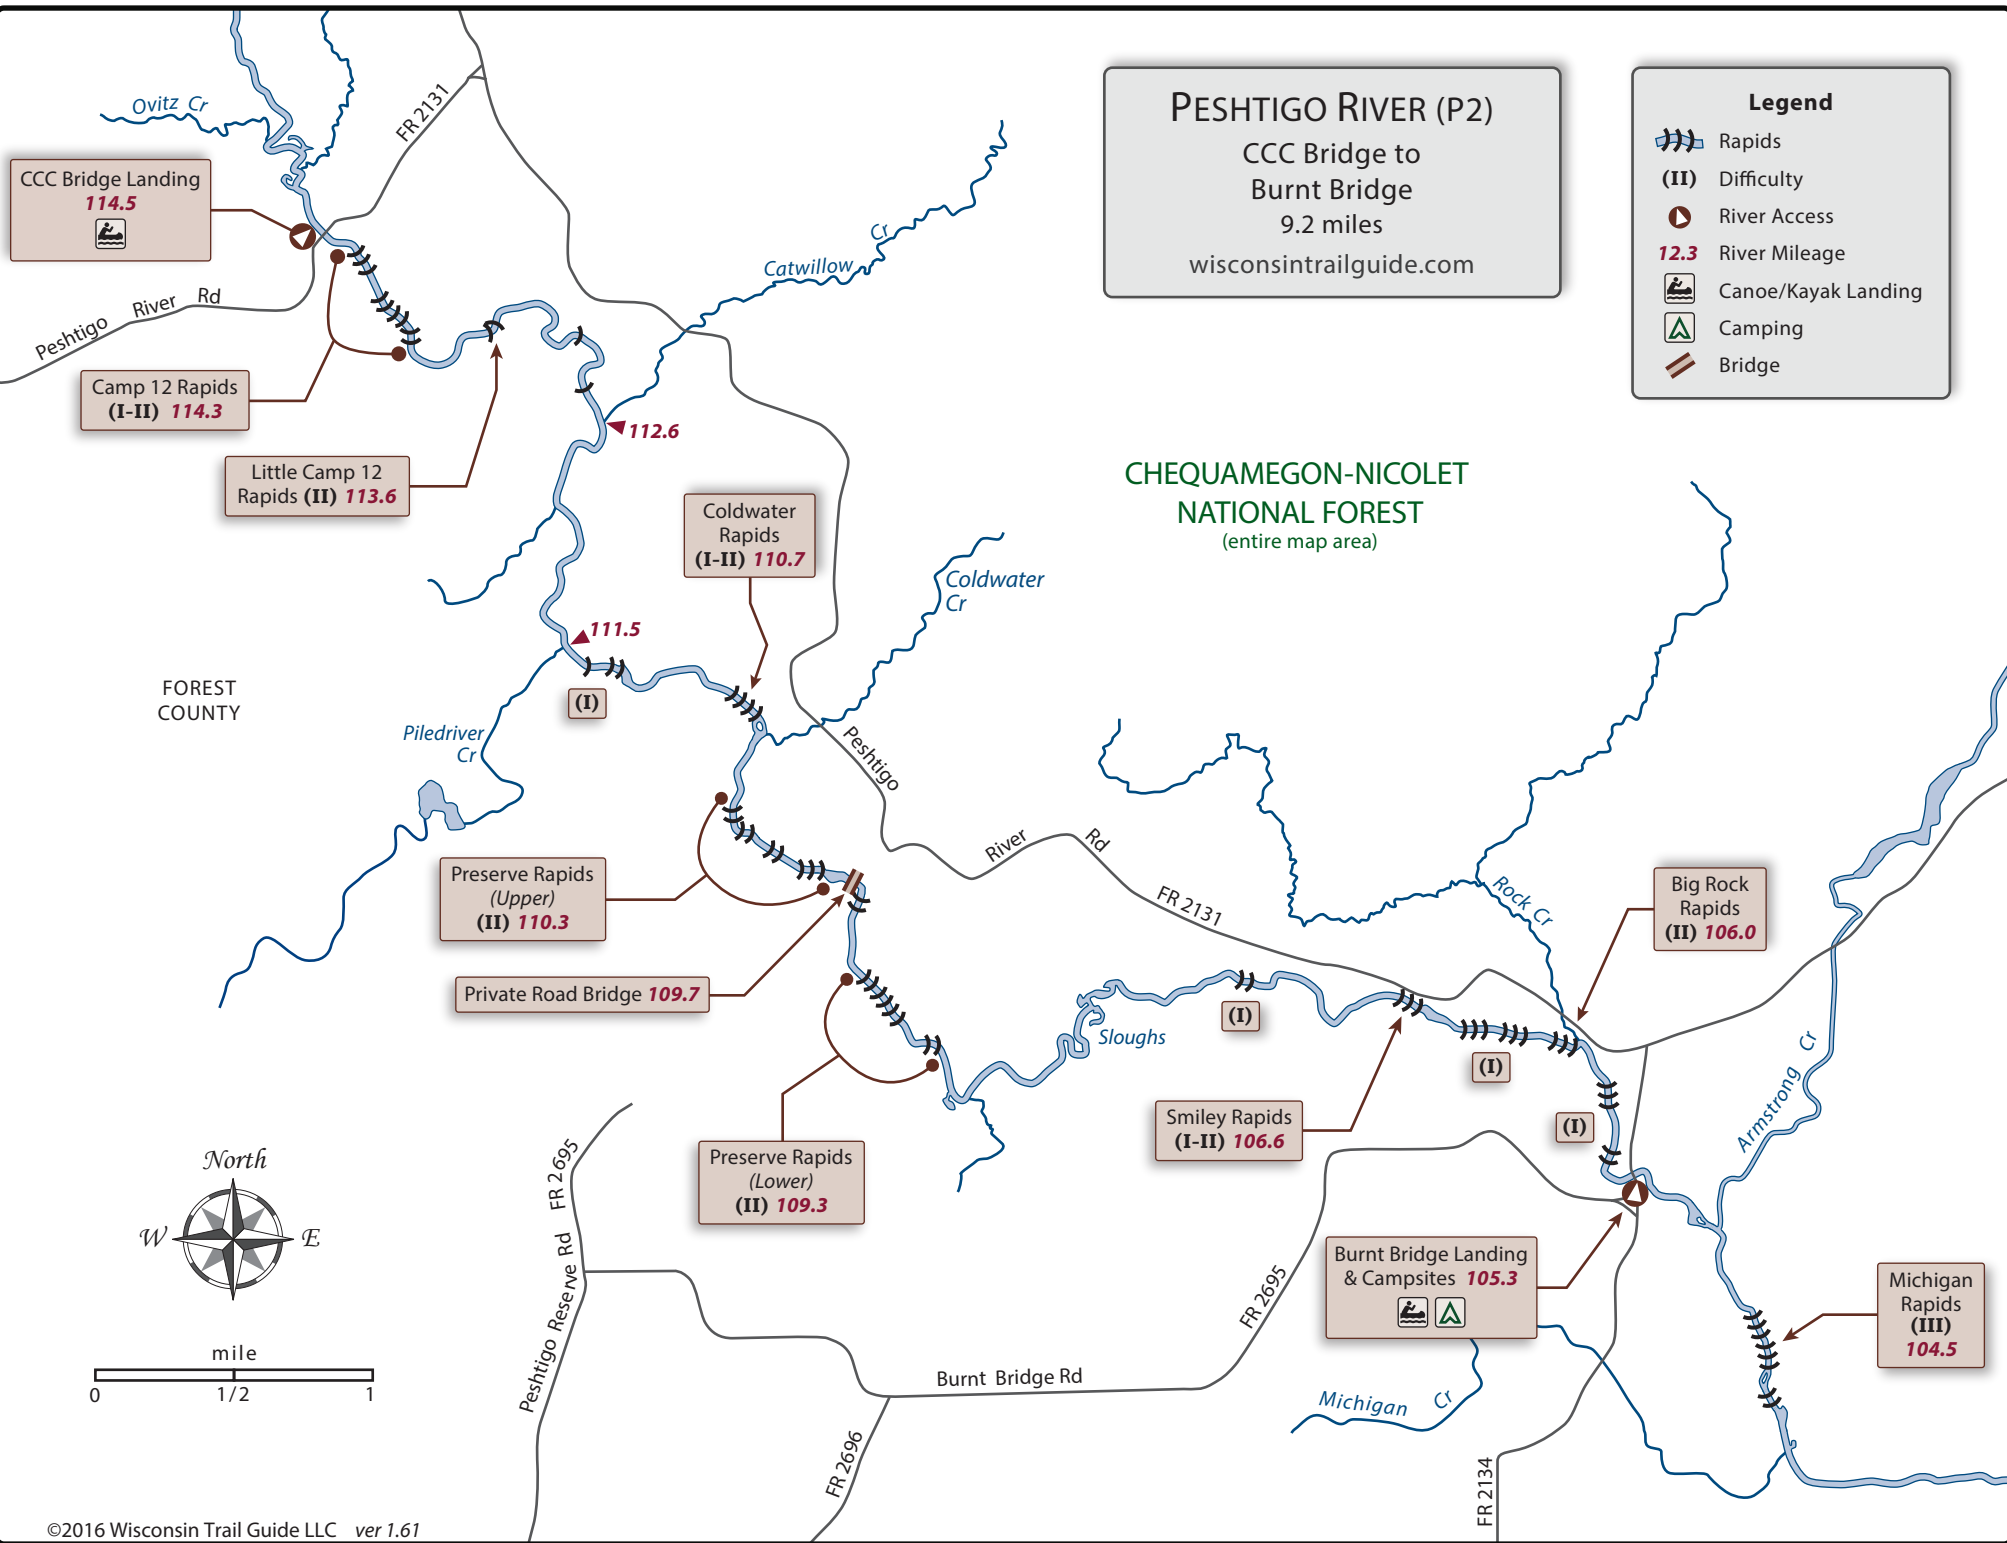 PESHTIGO RIVER (P2)
CCC Bridge to
Burnt Bridge
9.2 miles
wisconsintrailguide.com
Legend
Rapids
(II) Difficulty
River Access
12.3 River Mileage
Canoe/Kayak Landing
Camping
Bridge
Ovitz Cr
FR 2131
CCC Bridge Landing
114.5
Peshtigo River Rd
Catwillow Cr
Camp 12 Rapids
(I-II) 114.3
Little Camp 12
Rapids (II) 113.6
112.6
CHEQUAMEGON-NICOLET
NATIONAL FOREST
(entire map area)
Coldwater
Rapids
(I-II) 110.7
Coldwater
Cr
111.5
(I)
FOREST
COUNTY
Piledriver
Cr
Peshtigo River Rd
FR 2131
Preserve Rapids
(Upper)
(II) 110.3
Private Road Bridge 109.7
Rock Cr
Big Rock
Rapids
(II) 106.0
(I)
Sloughs
(I)
Smiley Rapids
(I-II) 106.6
(I)
Armstrong Cr
Preserve Rapids
(Lower)
(II) 109.3
North
W
E
FR 2695
Peshtigo Reserve Rd
Burnt Bridge Landing
& Campsites 105.3
FR 2695
Michigan
Rapids
(III)
104.5
mile
0
1/2
1
Burnt Bridge Rd
Michigan Cr
FR 2696
FR 2134
©2016 Wisconsin Trail Guide LLC ver 1.61